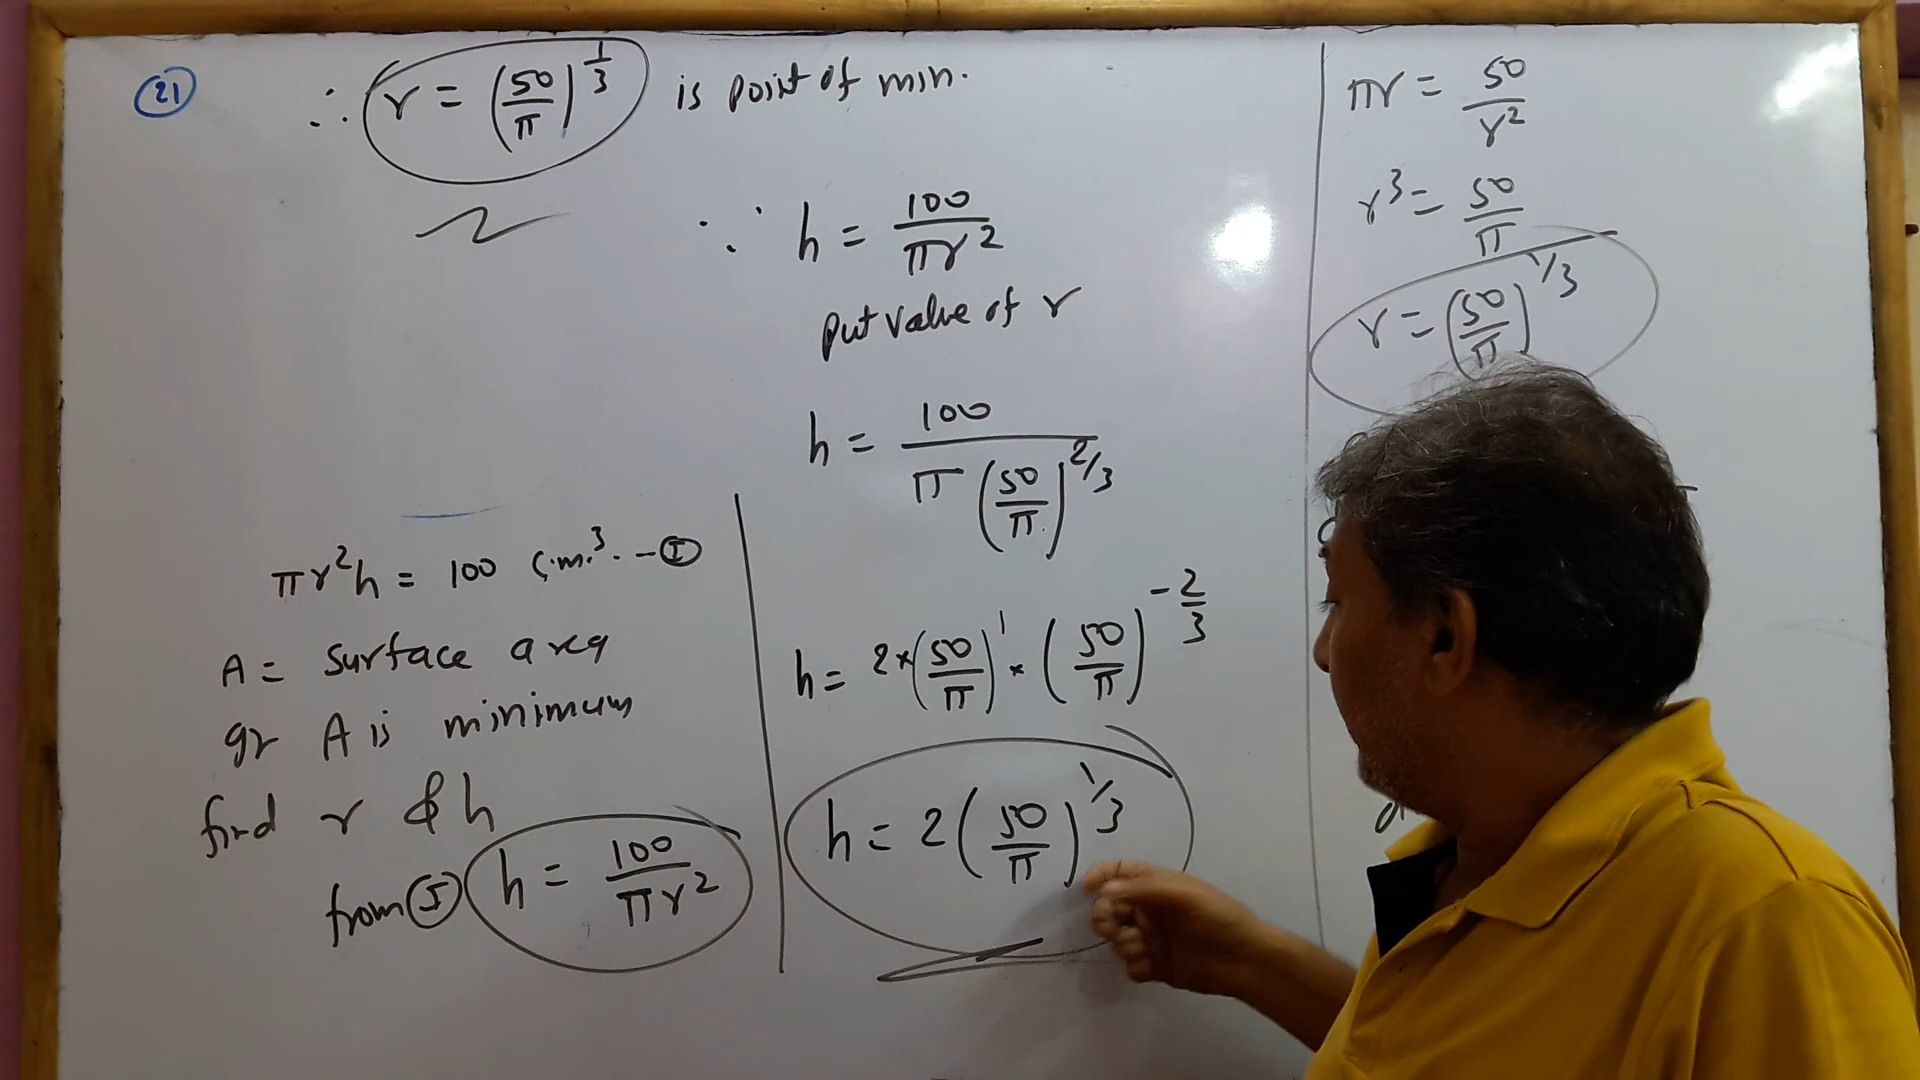 21
∴ r = (50/π)^1/3 is point of min.
∵ h = 100/πr²
put value of r
h = 100/π(50/π)^2/3
h = 2×(50/π)^1 × (50/π)^-2/3
h = 2(50/π)^1/3
πr²h = 100 c.m.³. - I
A = surface area
gr A is minimum
find r & h
from I h = 100/πr²
πr = 50/r²
r³ = 50/π
r = (50/π)^1/3